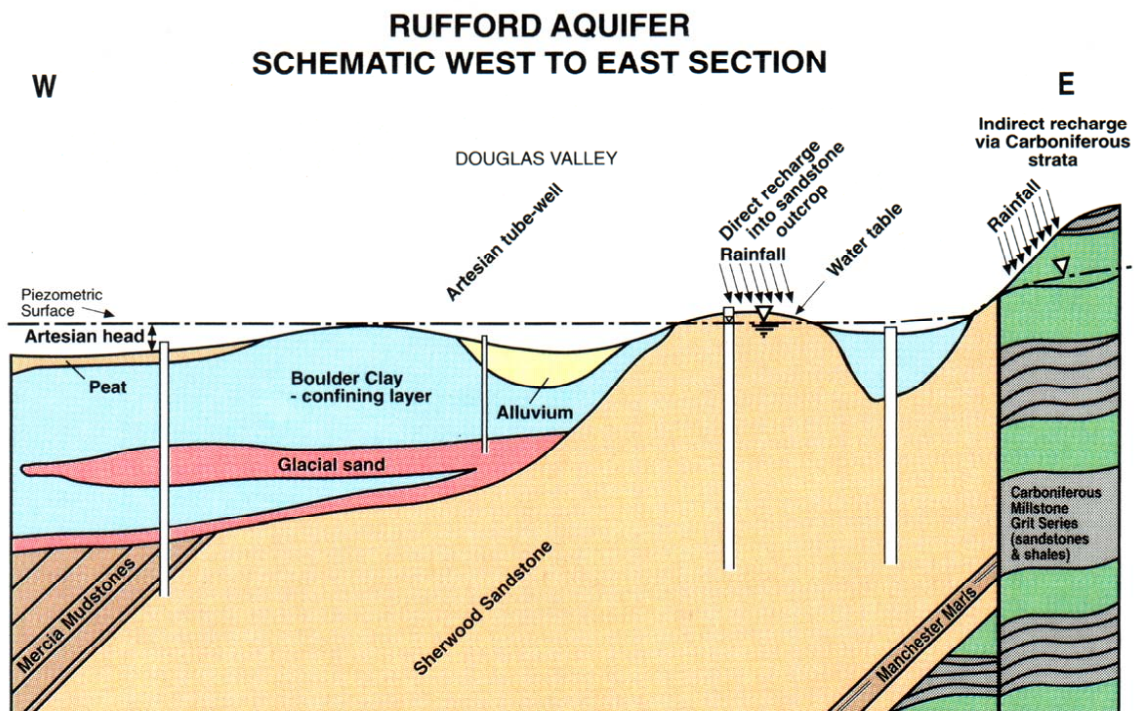 RUFFORD AQUIFER
SCHEMATIC WEST TO EAST SECTION
W
E
Indirect recharge
via Carboniferous
strata
Rainfall
DOUGLAS VALLEY
Artesian tube-well
Direct recharge
into sandstone
outcrop
Rainfall
Water table
Piezometric
Surface
Artesian head
Peat
Boulder Clay
- confining layer
Alluvium
Glacial sand
Carboniferous
Millstone
Grit Series
(sandstones
& shales)
Mercia Mudstones
Sherwood Sandstone
Manchester Marls